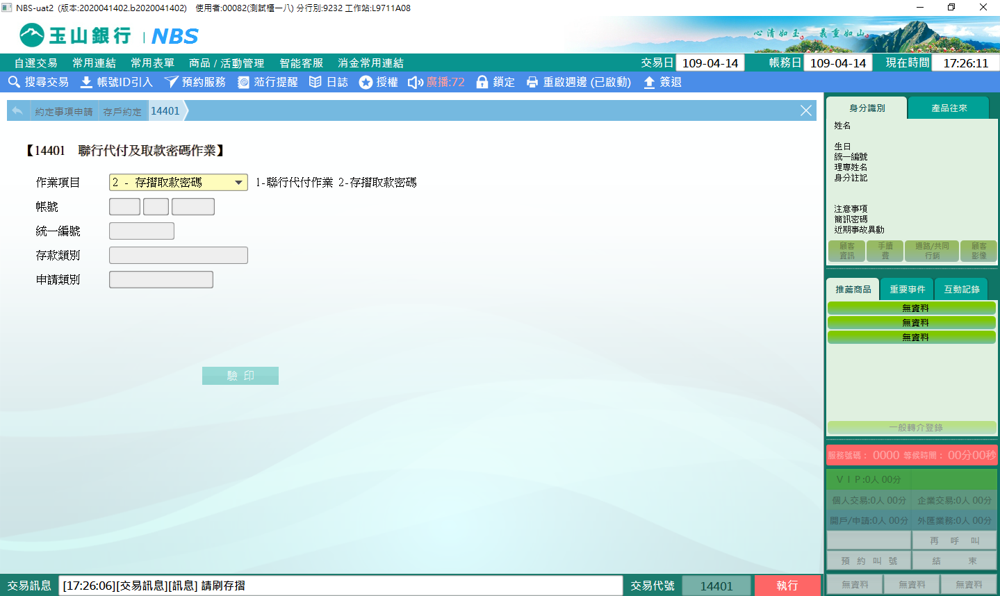 NBS-uat2 (版本:2020041402.b2020041402) 使用者:00082(測試櫃一八) 分行別:9232 工作站:L9711A08
玉山銀行 | NBS
心清如玉。 義重如山。
自選交易 常用連結 常用表單 商品 / 活動管理 智能客服 消金常用連結 交易日 109-04-14 帳務日 109-04-14 現在時間 17:26:11
搜尋交易 帳號ID引入 預約服務 蒞行提醒 日誌 授權 廣播:72 鎖定 重啟週邊 (已啟動) 簽退
約定事項申請 存戶約定 14401
【14401 聯行代付及取款密碼作業】
作業項目 2 - 存摺取款密碼 1-聯行代付作業 2-存摺取款密碼
帳號
統一編號
存款類別
申請類別
驗 印
身分識別 產品往來
姓名
生日
統一編號
理專姓名
身分註記
注意事項
簡訊密碼
近期事故異動
顧客資訊 手續費 通路/共同行銷 顧客影像
推薦商品 重要事件 互動記錄
無資料
無資料
無資料
一般轉介登錄
服務號碼： 0000 等候時間： 00分00秒
ＶＩＰ:0人 00分
個人交易:0人 00分 企業交易:0人 00分
開戶/申請:0人 00分 外匯業務:0人 00分
再 呼 叫
預 約 叫 號 結 束
無資料 無資料 無資料
交易訊息 [17:26:06][交易訊息][訊息] 請刷存摺 交易代號 14401 執行